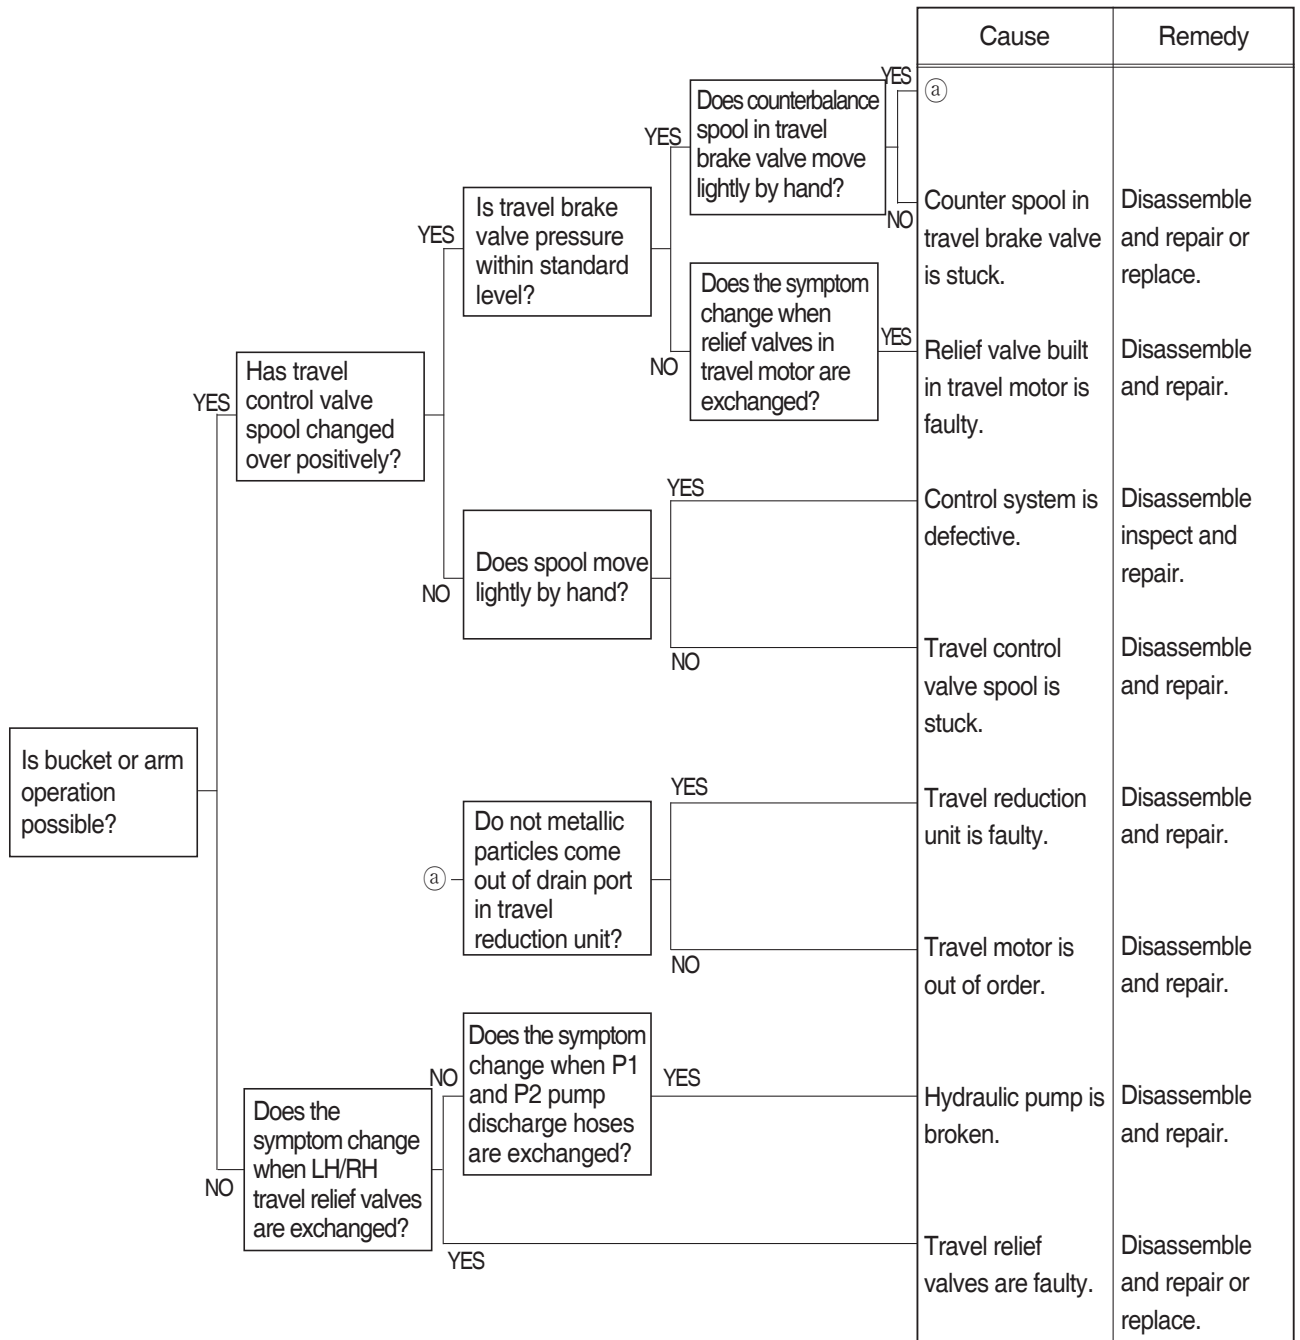 Cause
Remedy
Is bucket or arm
operation
possible?
YES
Has travel
control valve
spool changed
over positively?
YES
Is travel brake
valve pressure
within standard
level?
YES
Does counterbalance
spool in travel
brake valve move
lightly by hand?
YES
ⓐ
NO
Counter spool in
travel brake valve
is stuck.
Disassemble
and repair or
replace.
NO
Does the symptom
change when
relief valves in
travel motor are
exchanged?
YES
Relief valve built
in travel motor is
faulty.
Disassemble
and repair.
NO
Does spool move
lightly by hand?
YES
Control system is
defective.
Disassemble
inspect and
repair.
NO
Travel control
valve spool is
stuck.
Disassemble
and repair.
ⓐ
Do not metallic
particles come
out of drain port
in travel
reduction unit?
YES
Travel reduction
unit is faulty.
Disassemble
and repair.
NO
Travel motor is
out of order.
Disassemble
and repair.
NO
Does the
symptom change
when LH/RH
travel relief valves
are exchanged?
NO
Does the symptom
change when P1
and P2 pump
discharge hoses
are exchanged?
YES
Hydraulic pump is
broken.
Disassemble
and repair.
YES
Travel relief
valves are faulty.
Disassemble
and repair or
replace.